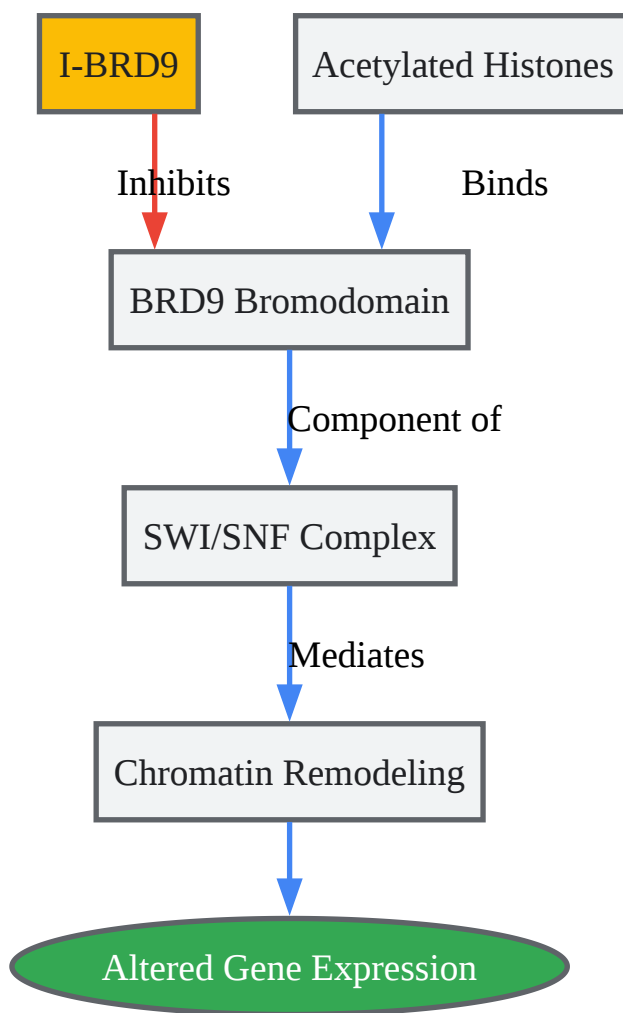 I-BRD9
Acetylated Histones
Inhibits
Binds
BRD9 Bromodomain
Component of
SWI/SNF Complex
Mediates
Chromatin Remodeling
Altered Gene Expression